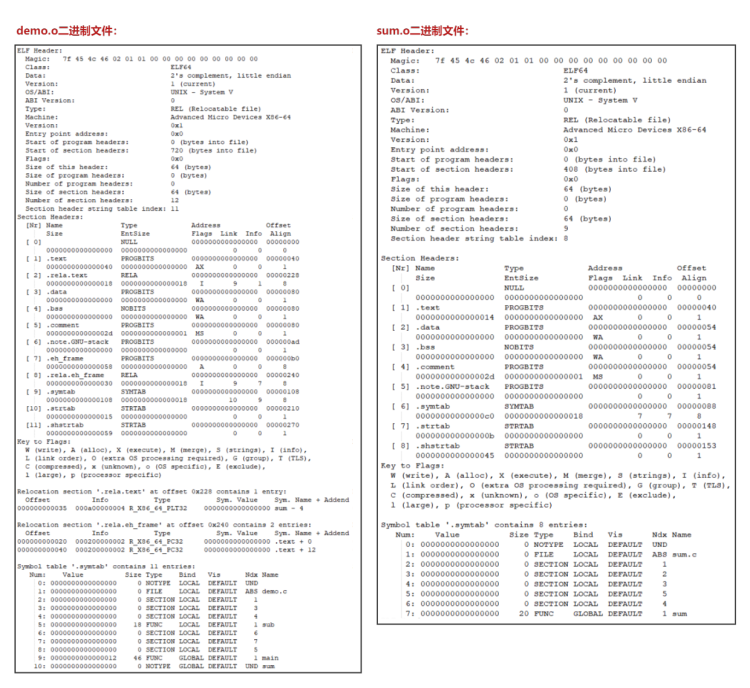 demo.o二进制文件：
ELF Header:
Magic: 7f 45 4c 46 02 01 01 00 00 00 00 00 00 00 00 00
Class: ELF64
Data: 2's complement, little endian
Version: 1 (current)
OS/ABI: UNIX - System V
ABI Version: 0
Type: REL (Relocatable file)
Machine: Advanced Micro Devices X86-64
Version: 0x1
Entry point address: 0x0
Start of program headers: 0 (bytes into file)
Start of section headers: 720 (bytes into file)
Flags: 0x0
Size of this header: 64 (bytes)
Size of program headers: 0 (bytes)
Number of program headers: 0
Size of section headers: 64 (bytes)
Number of section headers: 12
Section header string table index: 11
Section Headers:
[Nr] Name Type Address Offset
Size EntSize Flags Link Info Align
[ 0] NULL 0000000000000000 00000000
0000000000000000 0000000000000000 0 0 0
[ 1] .text PROGBITS 0000000000000000 00000040
0000000000000040 0000000000000000 AX 0 0 1
[ 2] .rela.text RELA 0000000000000000 00000228
0000000000000018 0000000000000018 I 9 1 8
[ 3] .data PROGBITS 0000000000000000 00000080
0000000000000000 0000000000000000 WA 0 0 1
[ 4] .bss NOBITS 0000000000000000 00000080
0000000000000000 0000000000000000 WA 0 0 1
[ 5] .comment PROGBITS 0000000000000000 00000080
000000000000002d 0000000000000001 MS 0 0 1
[ 6] .note.GNU-stack PROGBITS 0000000000000000 000000ad
0000000000000000 0000000000000000 0 0 1
[ 7] .eh_frame PROGBITS 0000000000000000 000000b0
0000000000000058 0000000000000000 A 0 0 8
[ 8] .rela.eh_frame RELA 0000000000000000 00000240
0000000000000030 0000000000000018 I 9 7 8
[ 9] .symtab SYMTAB 0000000000000000 00000108
0000000000000108 0000000000000018 10 9 8
[10] .strtab STRTAB 0000000000000000 00000210
0000000000000015 0000000000000000 0 0 1
[11] .shstrtab STRTAB 0000000000000000 00000270
0000000000000059 0000000000000000 0 0 1
Key to Flags:
W (write), A (alloc), X (execute), M (merge), S (strings), I (info),
L (link order), O (extra OS processing required), G (group), T (TLS),
C (compressed), x (unknown), o (OS specific), E (exclude),
l (large), p (processor specific)
Relocation section '.rela.text' at offset 0x228 contains 1 entry:
Offset Info Type Sym. Value Sym. Name + Addend
000000000035 000a00000004 R_X86_64_PLT32 0000000000000000 sum - 4
Relocation section '.rela.eh_frame' at offset 0x240 contains 2 entries:
Offset Info Type Sym. Value Sym. Name + Addend
000000000020 000200000002 R_X86_64_PC32 0000000000000000 .text + 0
000000000040 000200000002 R_X86_64_PC32 0000000000000000 .text + 12
Symbol table '.symtab' contains 11 entries:
Num: Value Size Type Bind Vis Ndx Name
0: 0000000000000000 0 NOTYPE LOCAL DEFAULT UND
1: 0000000000000000 0 FILE LOCAL DEFAULT ABS demo.c
2: 0000000000000000 0 SECTION LOCAL DEFAULT 1
3: 0000000000000000 0 SECTION LOCAL DEFAULT 3
4: 0000000000000000 0 SECTION LOCAL DEFAULT 4
5: 0000000000000000 18 FUNC LOCAL DEFAULT 1 sub
6: 0000000000000000 0 SECTION LOCAL DEFAULT 6
7: 0000000000000000 0 SECTION LOCAL DEFAULT 7
8: 0000000000000000 0 SECTION LOCAL DEFAULT 5
9: 0000000000000012 46 FUNC GLOBAL DEFAULT 1 main
10: 0000000000000000 0 NOTYPE GLOBAL DEFAULT UND sum
sum.o二进制文件：
ELF Header:
Magic: 7f 45 4c 46 02 01 01 00 00 00 00 00 00 00 00 00
Class: ELF64
Data: 2's complement, little endian
Version: 1 (current)
OS/ABI: UNIX - System V
ABI Version: 0
Type: REL (Relocatable file)
Machine: Advanced Micro Devices X86-64
Version: 0x1
Entry point address: 0x0
Start of program headers: 0 (bytes into file)
Start of section headers: 408 (bytes into file)
Flags: 0x0
Size of this header: 64 (bytes)
Size of program headers: 0 (bytes)
Number of program headers: 0
Size of section headers: 64 (bytes)
Number of section headers: 9
Section header string table index: 8
Section Headers:
[Nr] Name Type Address Offset
Size EntSize Flags Link Info Align
[ 0] NULL 0000000000000000 00000000
0000000000000000 0000000000000000 0 0 0
[ 1] .text PROGBITS 0000000000000000 00000040
0000000000000014 0000000000000000 AX 0 0 1
[ 2] .data PROGBITS 0000000000000000 00000054
0000000000000000 0000000000000000 WA 0 0 1
[ 3] .bss NOBITS 0000000000000000 00000054
0000000000000000 0000000000000000 WA 0 0 1
[ 4] .comment PROGBITS 0000000000000000 00000054
000000000000002d 0000000000000001 MS 0 0 1
[ 5] .note.GNU-stack PROGBITS 0000000000000000 00000081
0000000000000000 0000000000000000 0 0 1
[ 6] .symtab SYMTAB 0000000000000000 00000088
00000000000000c0 0000000000000018 7 7 8
[ 7] .strtab STRTAB 0000000000000000 00000148
000000000000000b 0000000000000000 0 0 1
[ 8] .shstrtab STRTAB 0000000000000000 00000153
0000000000000045 0000000000000000 0 0 1
Key to Flags:
W (write), A (alloc), X (execute), M (merge), S (strings), I (info),
L (link order), O (extra OS processing required), G (group), T (TLS),
C (compressed), x (unknown), o (OS specific), E (exclude),
l (large), p (processor specific)
Symbol table '.symtab' contains 8 entries:
Num: Value Size Type Bind Vis Ndx Name
0: 0000000000000000 0 NOTYPE LOCAL DEFAULT UND
1: 0000000000000000 0 FILE LOCAL DEFAULT ABS sum.c
2: 0000000000000000 0 SECTION LOCAL DEFAULT 1
3: 0000000000000000 0 SECTION LOCAL DEFAULT 2
4: 0000000000000000 0 SECTION LOCAL DEFAULT 3
5: 0000000000000000 0 SECTION LOCAL DEFAULT 5
6: 0000000000000000 0 SECTION LOCAL DEFAULT 4
7: 0000000000000000 20 FUNC GLOBAL DEFAULT 1 sum